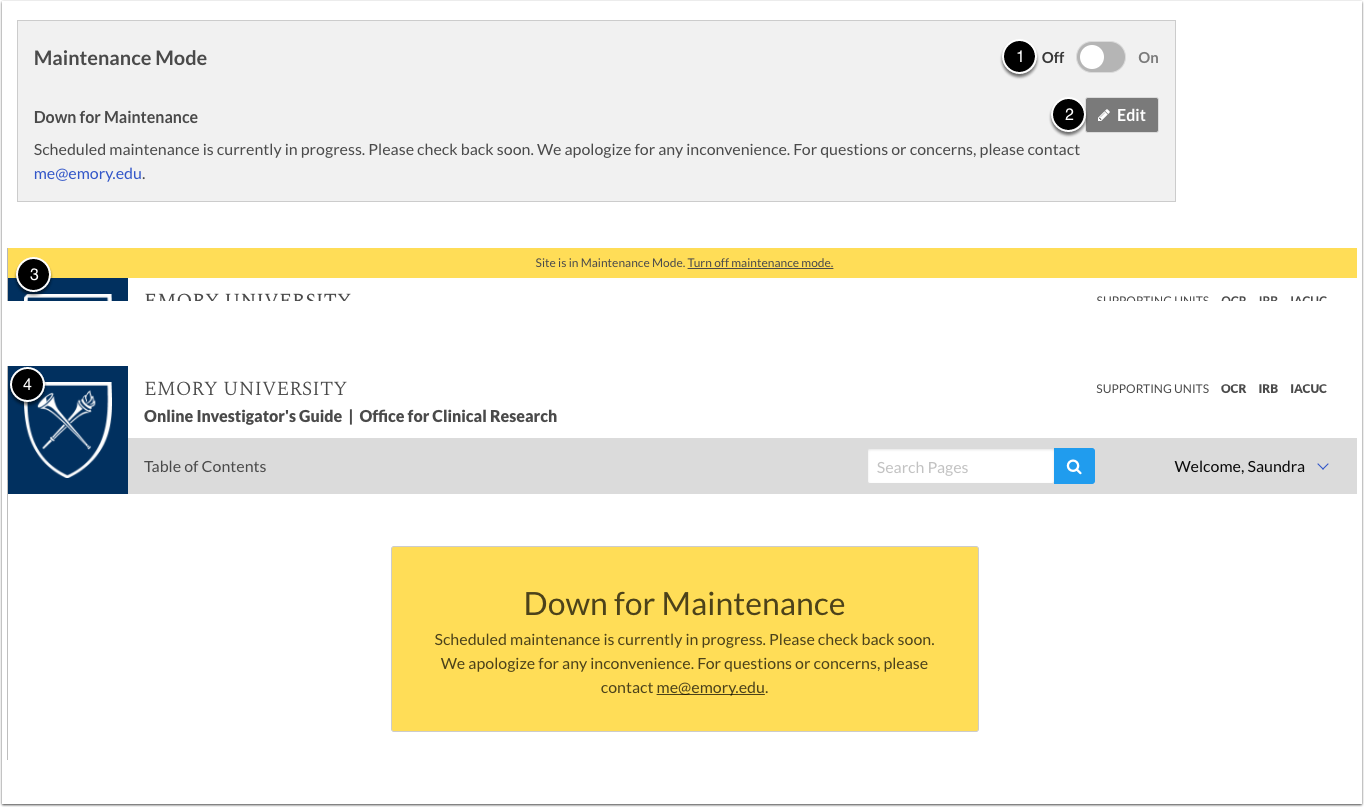 Maintenance Mode
1 Off On
Down for Maintenance
2 Edit
Scheduled maintenance is currently in progress. Please check back soon. We apologize for any inconvenience. For questions or concerns, please contact
me@emory.edu.
Site is in Maintenance Mode. Turn off maintenance mode.
3
EMORY UNIVERSITY SUPPORTING UNITS OCR IRB IACUC
4
EMORY UNIVERSITY SUPPORTING UNITS OCR IRB IACUC
Online Investigator's Guide | Office for Clinical Research
Table of Contents Search Pages Welcome, Saundra
Down for Maintenance
Scheduled maintenance is currently in progress. Please check back soon.
We apologize for any inconvenience. For questions or concerns, please
contact me@emory.edu.